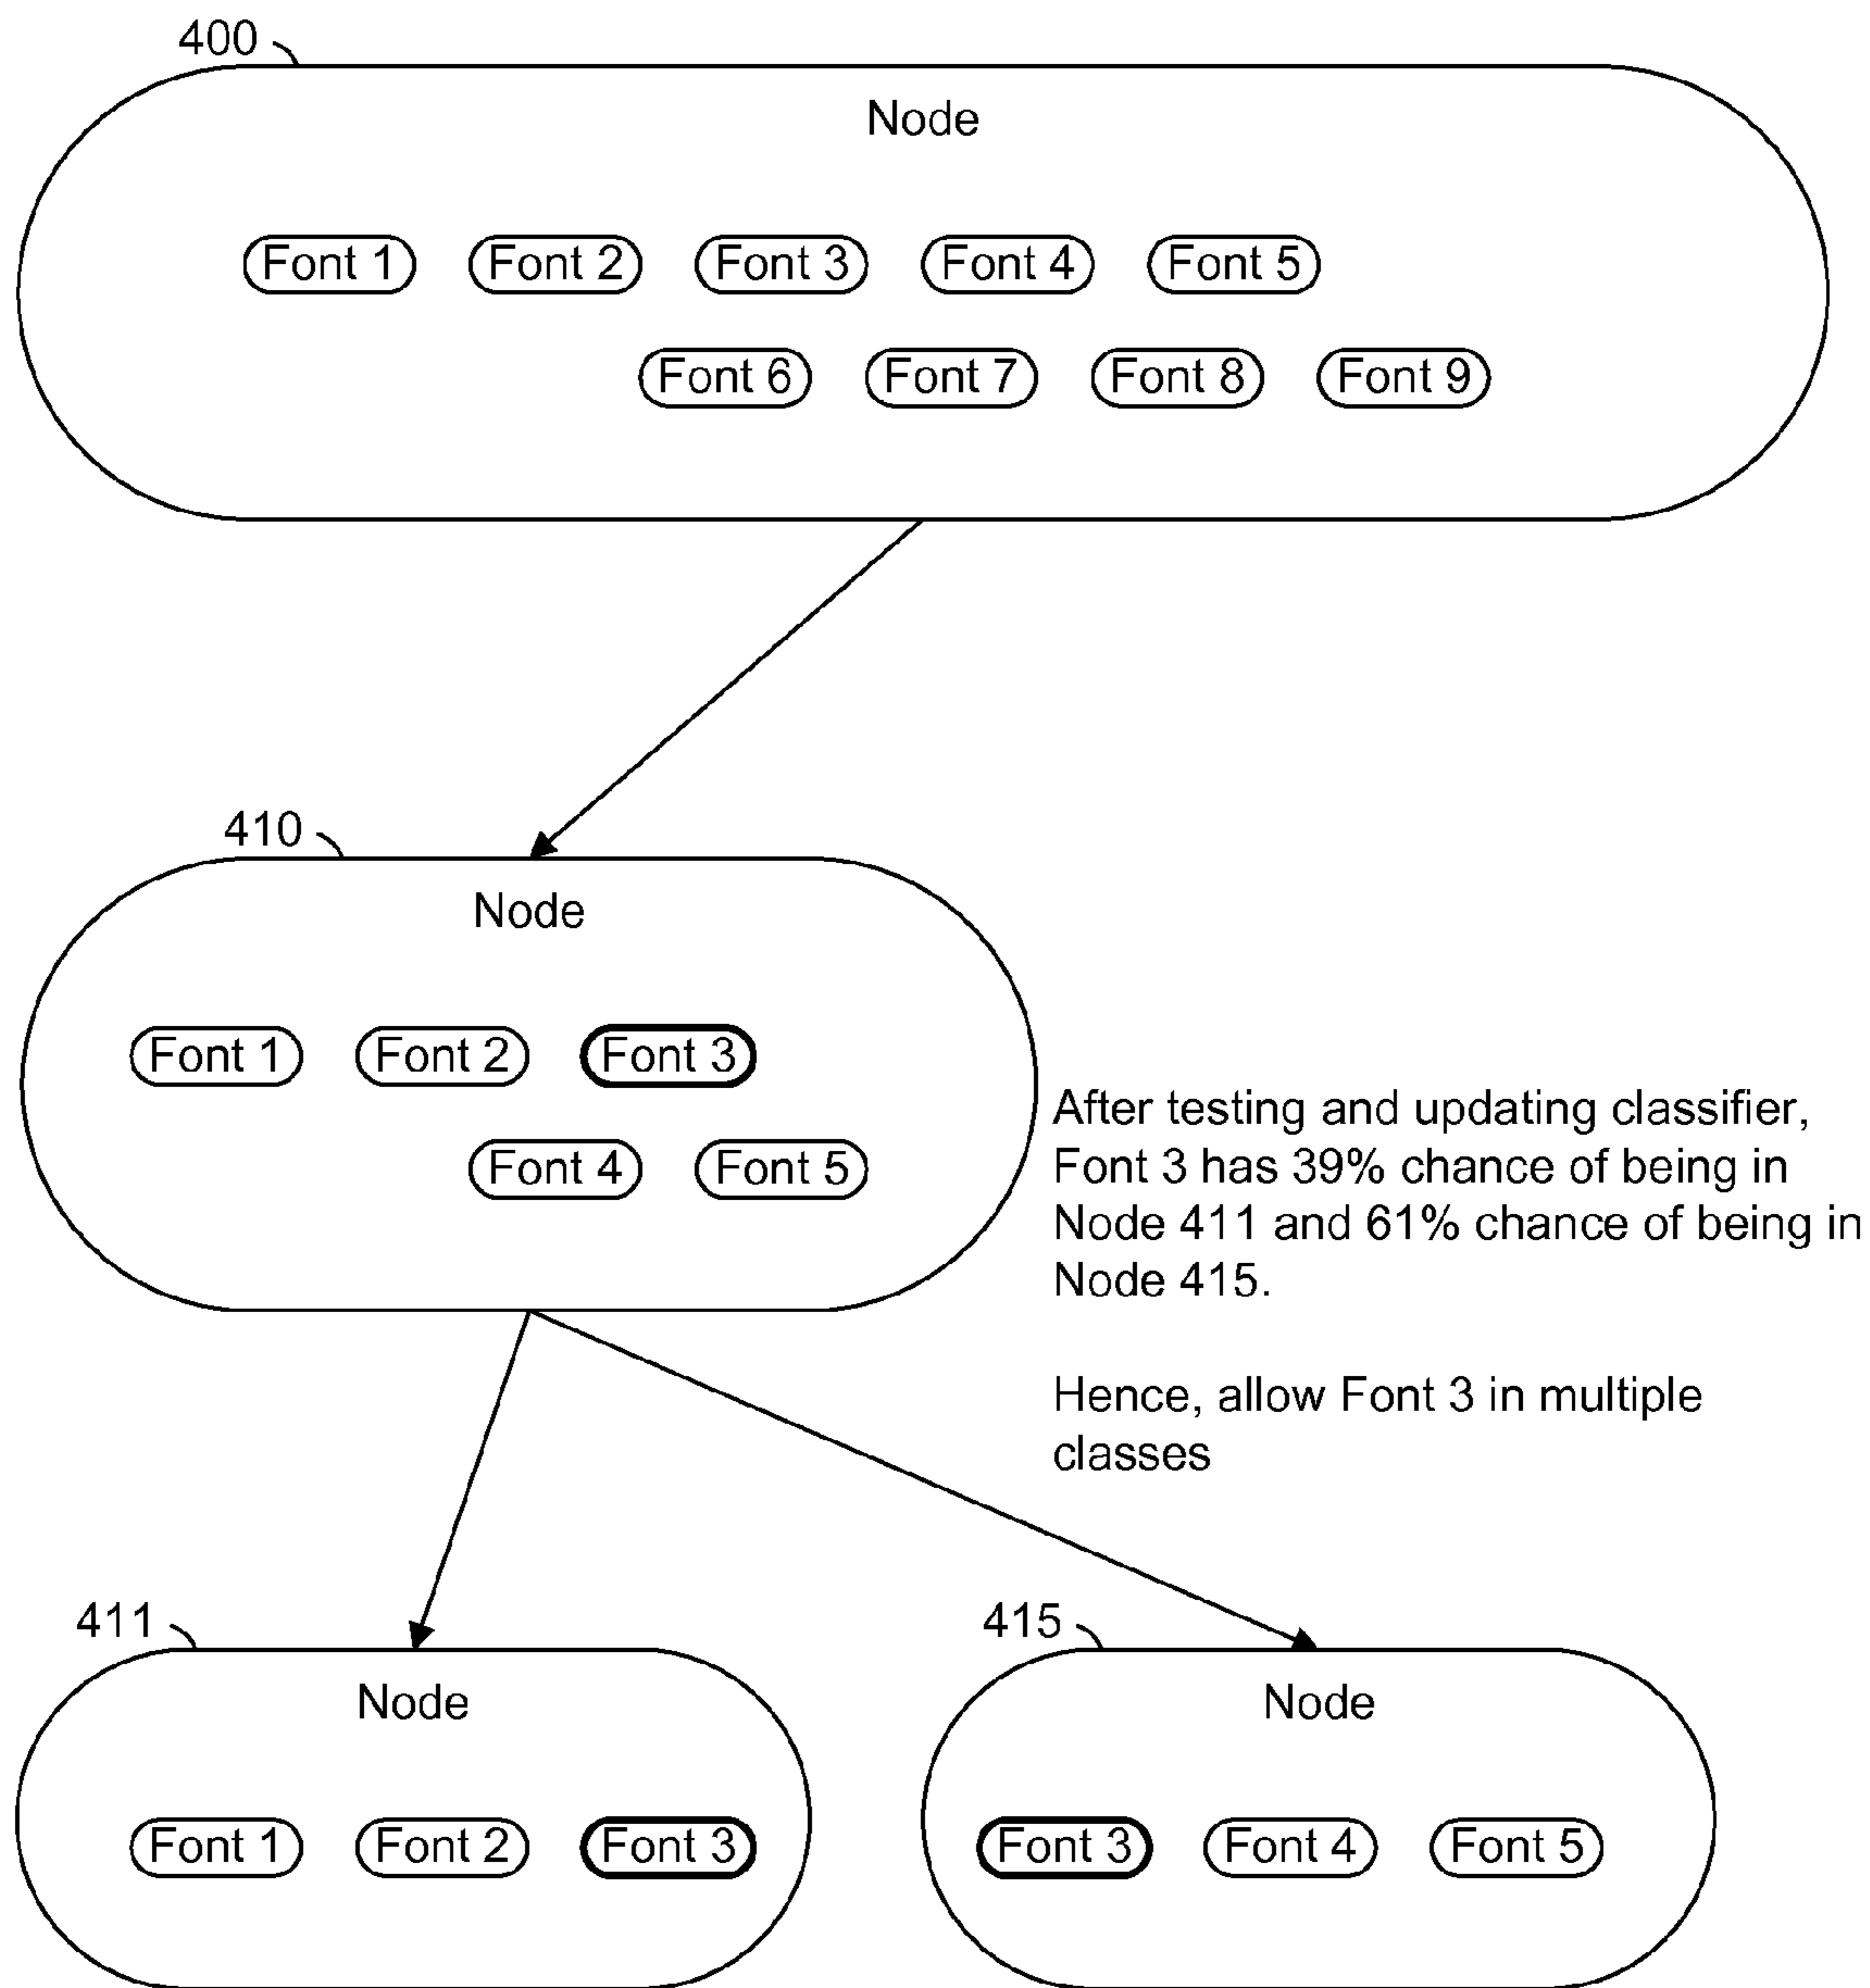 400
Node
Font 1 Font 2 Font 3 Font 4 Font 5
Font 6 Font 7 Font 8 Font 9
410
Node
Font 1 Font 2 Font 3
Font 4 Font 5
After testing and updating classifier,
Font 3 has 39% chance of being in
Node 411 and 61% chance of being in
Node 415.
Hence, allow Font 3 in multiple
classes
411
Node
Font 1 Font 2 Font 3
415
Node
Font 3 Font 4 Font 5